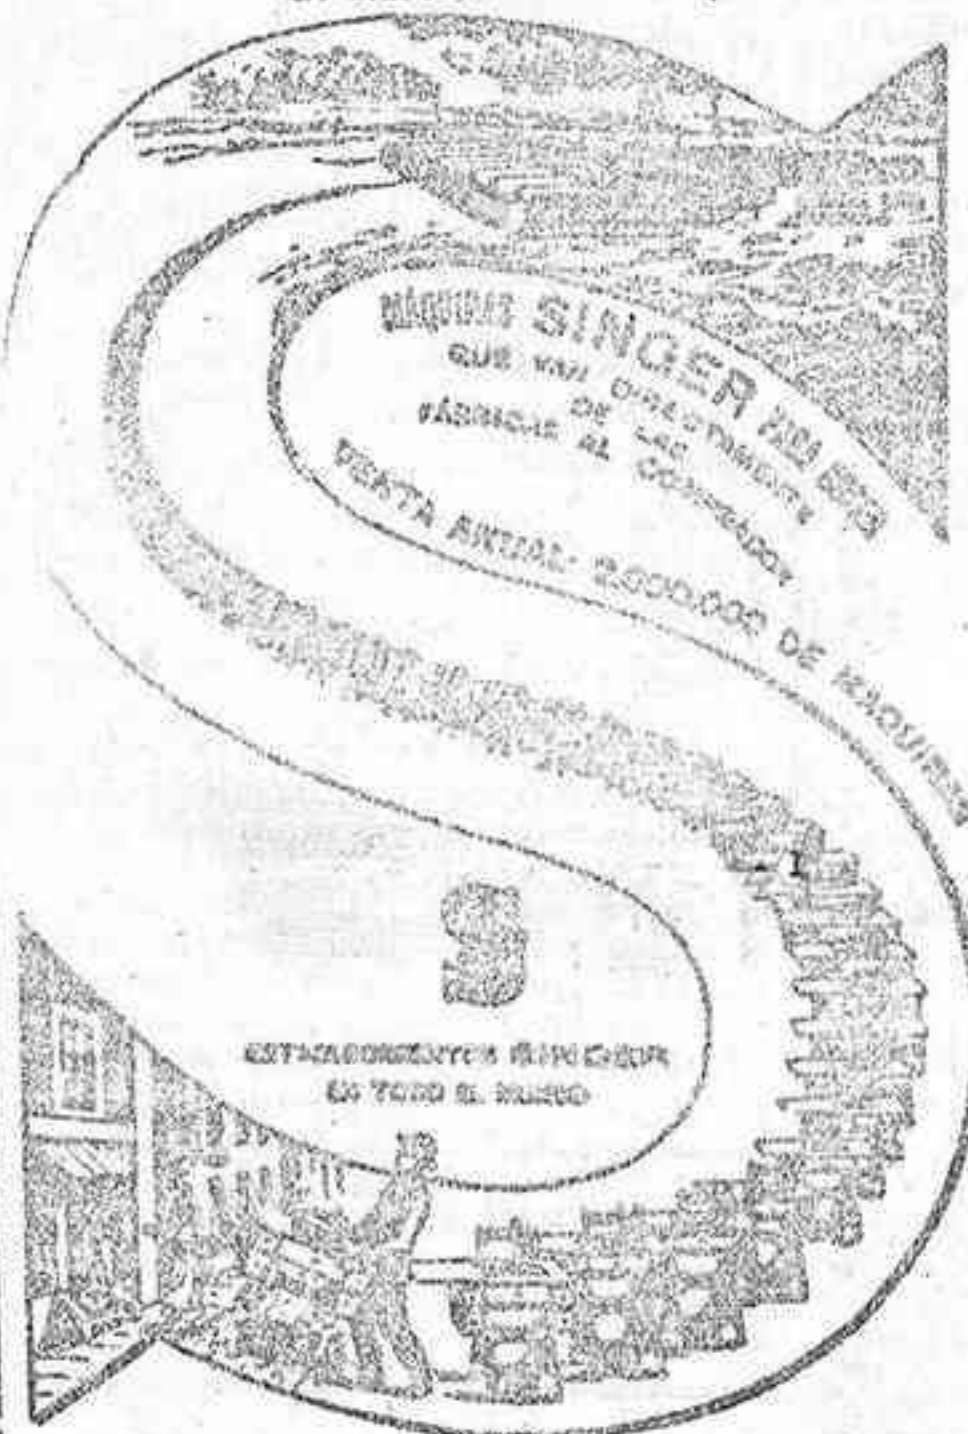 MÁQUINAS SINGER PARA COSER
QUE VAN DIRECTAMENTE
DE LAS
FÁBRICAS AL COMPRADOR
VENTA ANUAL: 2.000.000 DE MÁQUINAS
ESTABLECIMIENTOS SINGER
EN TODO EL MUNDO